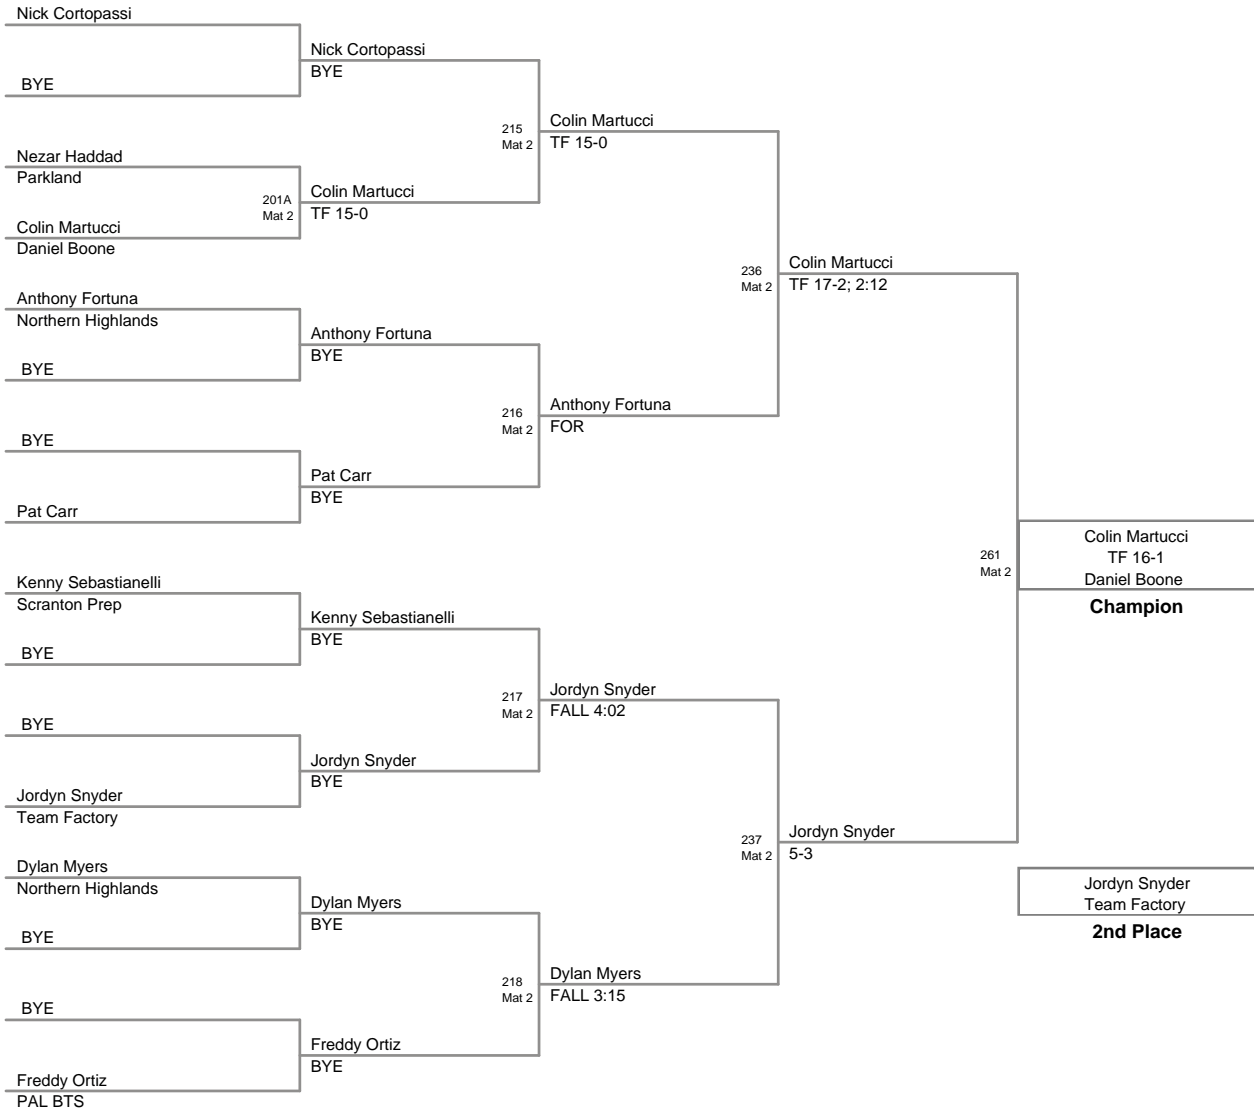 Nick Cortopassi
BYE
Nezar Haddad
Parkland
Colin Martucci
Daniel Boone
Anthony Fortuna
Northern Highlands
BYE
BYE
Pat Carr
Kenny Sebastianelli
Scranton Prep
BYE
BYE
Jordyn Snyder
Team Factory
Dylan Myers
Northern Highlands
BYE
BYE
Freddy Ortiz
PAL BTS
Nick Cortopassi
BYE
201A
Mat 2
Colin Martucci
TF 15-0
Anthony Fortuna
BYE
Pat Carr
BYE
Kenny Sebastianelli
BYE
Jordyn Snyder
BYE
Dylan Myers
BYE
Freddy Ortiz
BYE
215
Mat 2
Colin Martucci
TF 15-0
216
Mat 2
Anthony Fortuna
FOR
217
Mat 2
Jordyn Snyder
FALL 4:02
218
Mat 2
Dylan Myers
FALL 3:15
236
Mat 2
Colin Martucci
TF 17-2; 2:12
237
Mat 2
Jordyn Snyder
5-3
261
Mat 2
Colin Martucci
TF 16-1
Daniel Boone
Champion
Jordyn Snyder
Team Factory
2nd Place